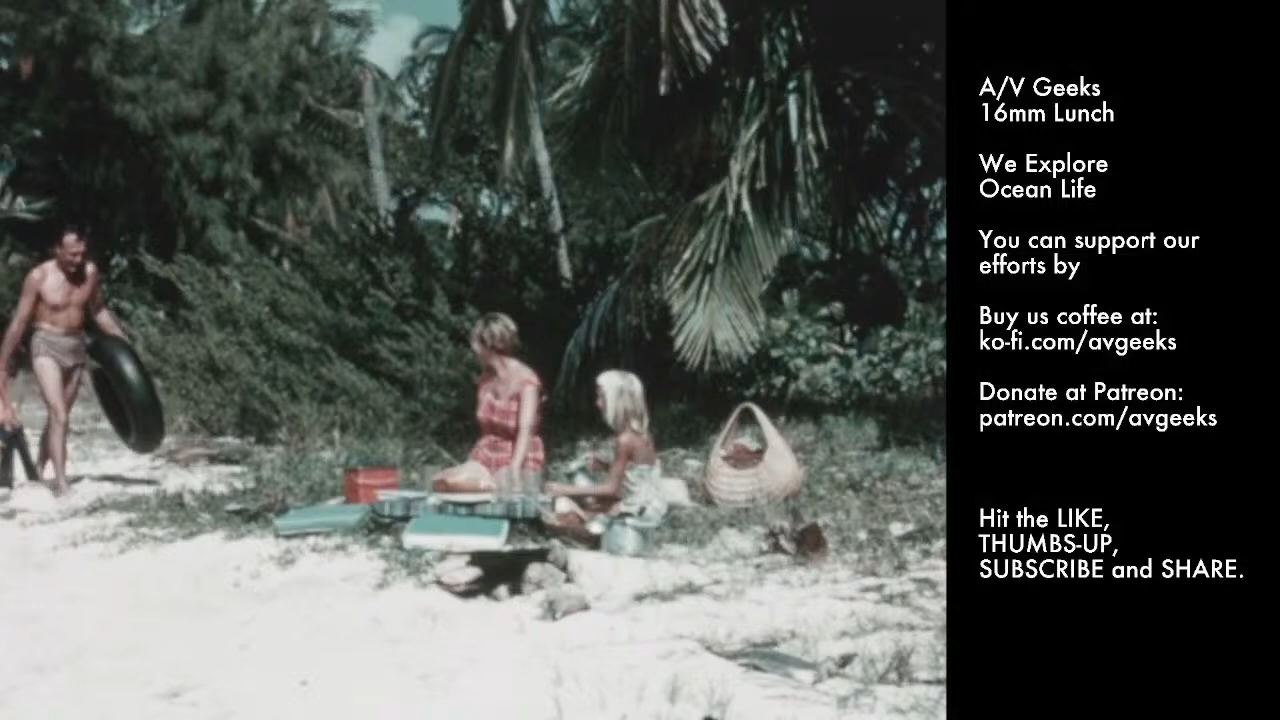 A/V Geeks
16mm Lunch
We Explore
Ocean Life
You can support our
efforts by
Buy us coffee at:
ko-fi.com/avgeeks
Donate at Patreon:
patreon.com/avgeeks
Hit the LIKE,
THUMBS-UP,
SUBSCRIBE and SHARE.